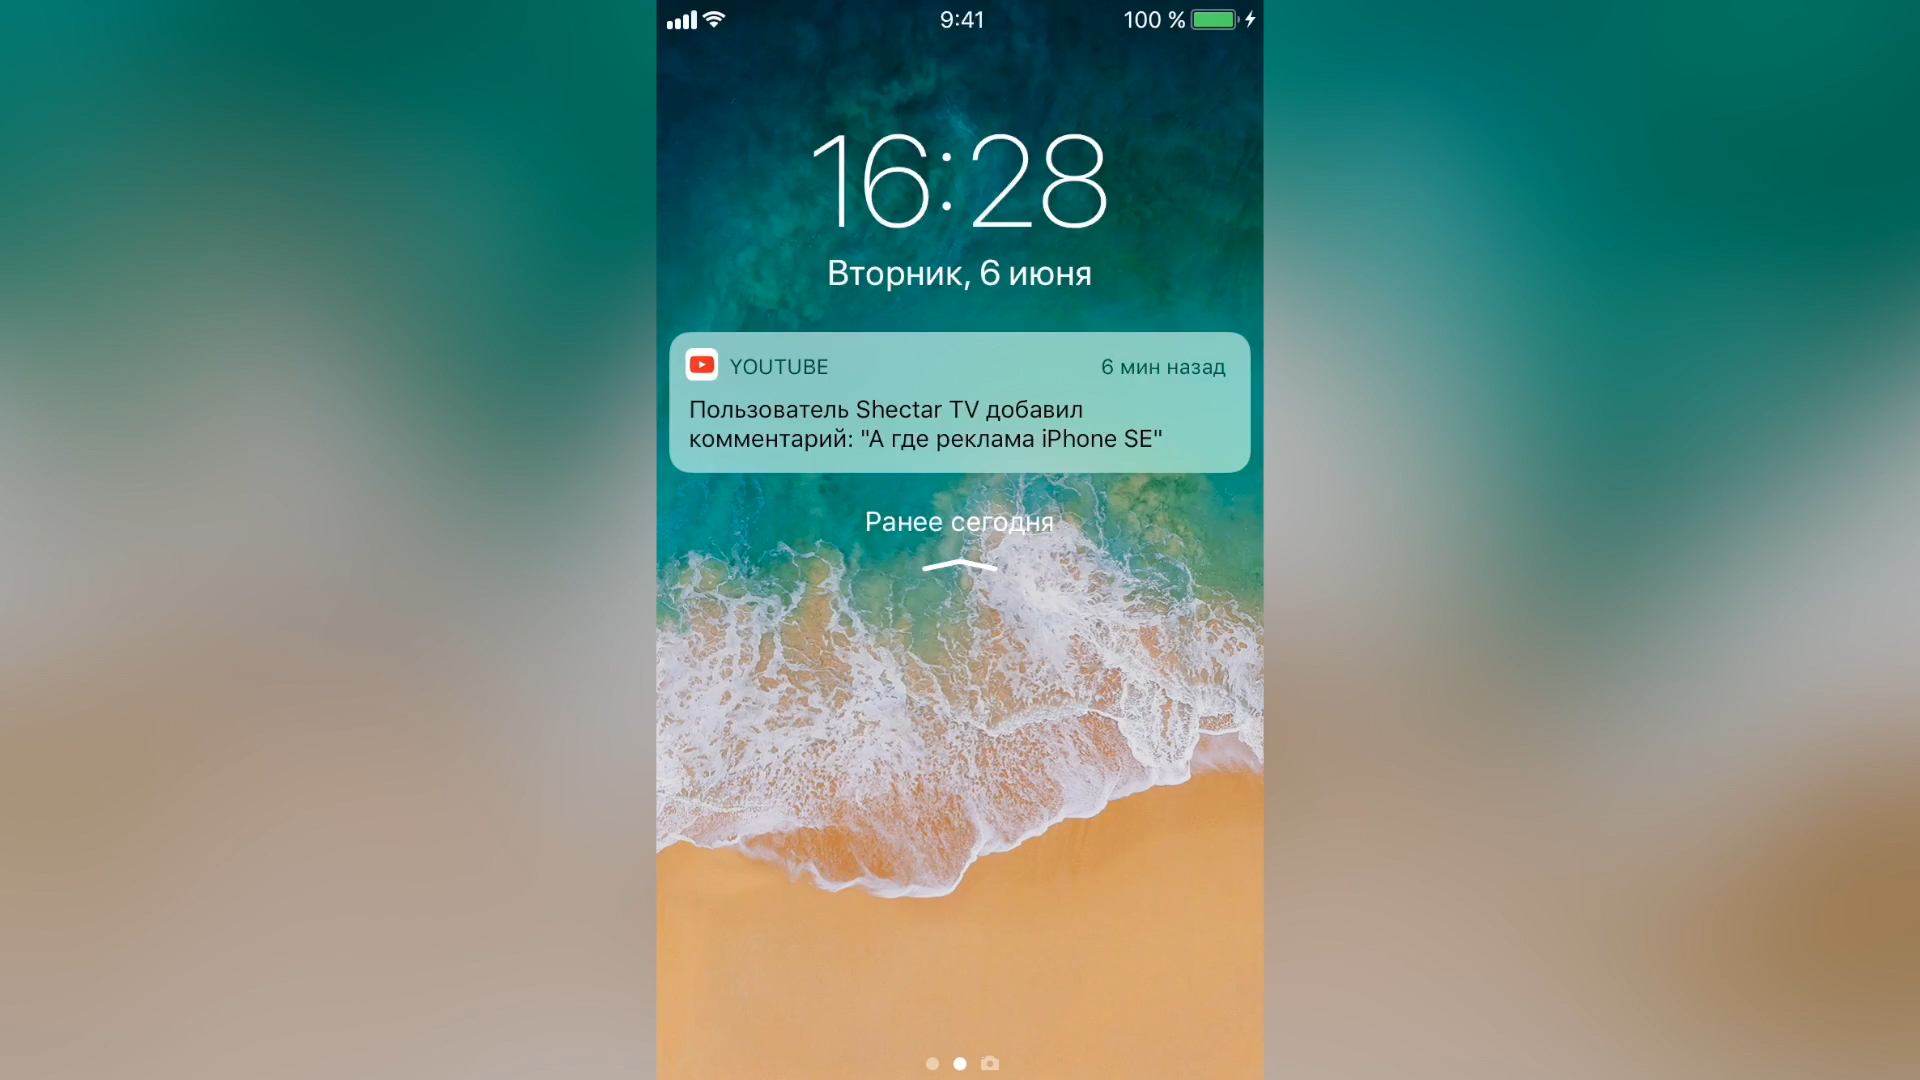 9:41
100 %
16:28
Вторник, 6 июня
YOUTUBE
6 мин назад
Пользователь Shectar TV добавил
комментарий: "А где реклама iPhone SE"
Ранее сегодня